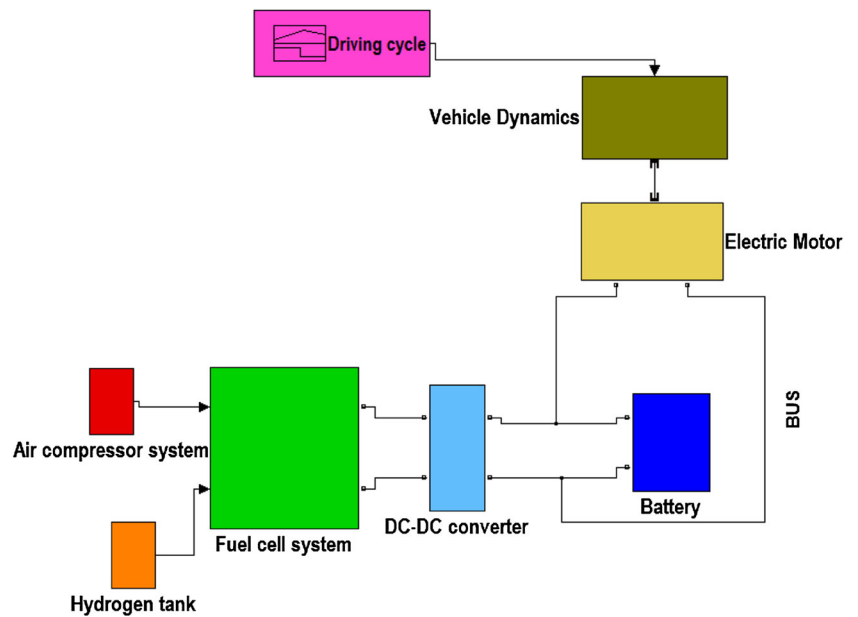 Driving cycle
Vehicle Dynamics
Electric Motor
BUS
Air compressor system
Fuel cell system
DC-DC converter
Battery
Hydrogen tank